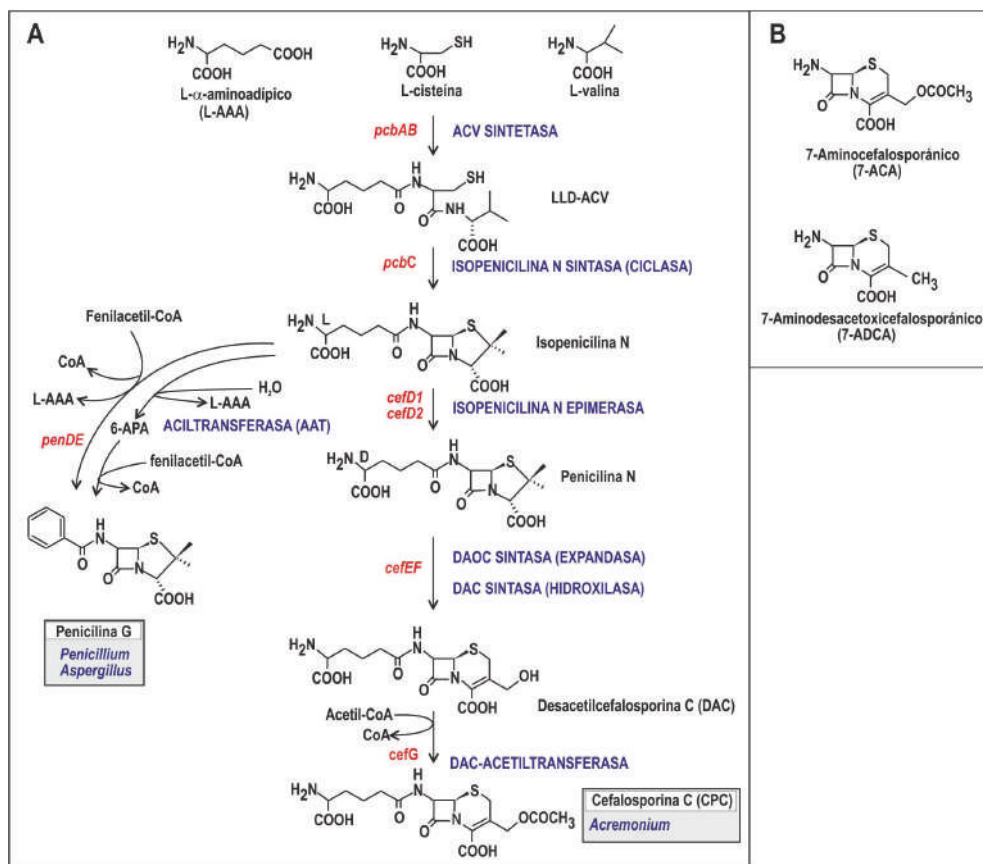 A
H₂N
COOH
COOH
L-α-aminoadípico
(L-AAA)
H₂N
SH
COOH
L-cisteína
H₂N
COOH
L-valina
pcbAB
ACV SINTETASA
H₂N
COOH
O
H
N
SH
O
NH
COOH
LLD-ACV
pcbC
ISOPENICILINA N SINTASA (CICLASA)
H₂N
L
COOH
O
H
N
S
O
N
COOH
Isopenicilina N
Fenilacetil-CoA
CoA
L-AAA
H₂O
L-AAA
6-APA
ACILTRANSFERASA (AAT)
penDE
fenilacetil-CoA
CoA
cefD1
cefD2
ISOPENICILINA N EPIMERASA
H₂N
D
COOH
O
H
N
S
O
N
COOH
Penicilina N
H
N
O
S
O
N
COOH
Penicilina G
Penicillium
Aspergillus
cefEF
DAOC SINTASA (EXPANDASA)
DAC SINTASA (HIDROXILASA)
H₂N
COOH
O
H
N
S
O
N
OH
COOH
Desacetilcefalosporina C (DAC)
Acetil-CoA
CoA
cefG
DAC-ACETILTRANSFERASA
H₂N
COOH
O
H
N
S
O
N
OCOCH₃
COOH
Cefalosporina C (CPC)
Acremonium
B
H₂N
S
O
N
OCOCH₃
COOH
7-Aminocefalosporánico
(7-ACA)
H₂N
S
O
N
CH₃
COOH
7-Aminodesacetoxicefalosporánico
(7-ADCA)